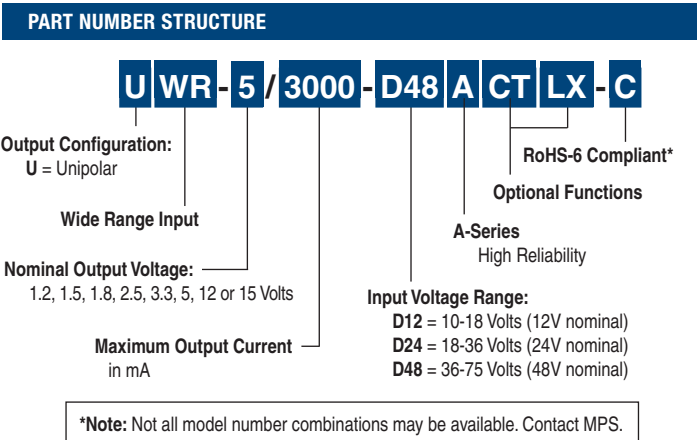 PART NUMBER STRUCTURE
U WR - 5 / 3000 - D48 A CT LX - C
Output Configuration:
U = Unipolar
RoHS-6 Compliant*
Optional Functions
Wide Range Input
A-Series
High Reliability
Nominal Output Voltage:
1.2, 1.5, 1.8, 2.5, 3.3, 5, 12 or 15 Volts
Input Voltage Range:
D12 = 10-18 Volts (12V nominal)
D24 = 18-36 Volts (24V nominal)
D48 = 36-75 Volts (48V nominal)
Maximum Output Current
in mA
*Note: Not all model number combinations may be available. Contact MPS.